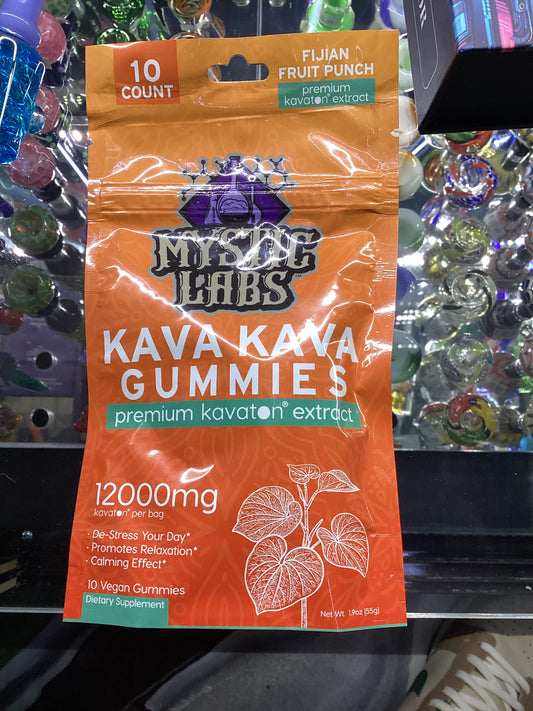 10
COUNT
FIJIAN
FRUIT PUNCH
premium
kavaton® extract
MYSTIC
LABS™
KAVA KAVA
GUMMIES
premium kavaton® extract
12000mg
kavaton® per bag
· De-Stress Your Day*
· Promotes Relaxation*
· Calming Effect*
10 Vegan Gummies
Dietary Supplement
Net Wt. 1.9oz (55g)